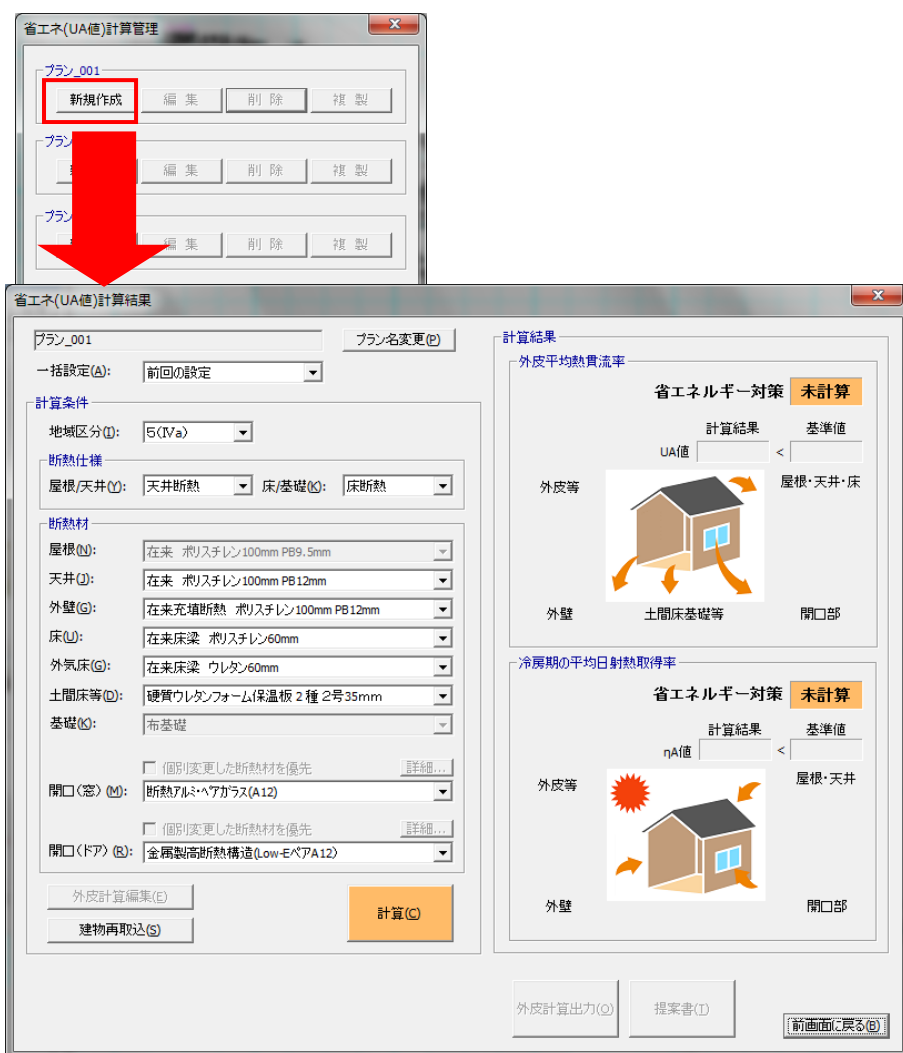 省エネ(UA値)計算管理
プラン_001
新規作成 編 集 削 除 複 製
プラン
編 集 削 除 複 製
プラン
編 集 削 除 複 製
省エネ(UA値)計算結果
プラン_001 プラン名変更(P)
一括設定(A): 前回の設定
計算条件
地域区分(I): 5(Ⅳa)
断熱仕様
屋根/天井(Y): 天井断熱 床/基礎(K): 床断熱
断熱材
屋根(N): 在来 ポリスチレン100mm PB9.5mm
天井(J): 在来 ポリスチレン100mm PB12mm
外壁(G): 在来充填断熱 ポリスチレン100mm PB12mm
床(U): 在来床梁 ポリスチレン60mm
外気床(G): 在来床梁 ウレタン60mm
土間床等(D): 硬質ウレタンフォーム保温板２種２号35mm
基礎(K): 布基礎
個別変更した断熱材を優先 詳細...
開口(窓) (M): 断熱アルミ・ペアガラス(A12)
個別変更した断熱材を優先 詳細...
開口(ドア) (R): 金属製高断熱構造(Low-EペアA12)
外皮計算編集(E)
建物再取込(S)
計算(C)
計算結果
外皮平均熱貫流率
省エネルギー対策 未計算
計算結果 基準値
UA値 <
外皮等 屋根・天井・床
外壁 土間床基礎等 開口部
冷房期の平均日射熱取得率
省エネルギー対策 未計算
計算結果 基準値
ηA値 <
外皮等 屋根・天井
外壁 開口部
外皮計算出力(O) 提案書(T)
前画面に戻る(B)